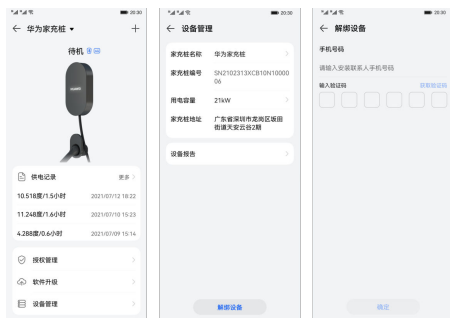 20:30
← 华为家充桩 ▼ +
待机
供电记录
更多 >
10.518度/1.5小时
2021/07/12 18:22
11.248度/1.6小时
2021/07/10 15:23
4.288度/0.6小时
2021/07/09 15:14
授权管理
软件升级
设备管理
20:30
← 设备管理
家充桩名称
华为家充桩
家充桩编号
SN2102313XCB10N10000
06
用电容量
21kW
家充桩地址
广东省深圳市龙岗区坂田
街道天安云谷2期
设备报告
解绑设备
20:30
← 解绑设备
手机号码
请输入安装联系人手机号码
输入验证码
获取验证码
确定